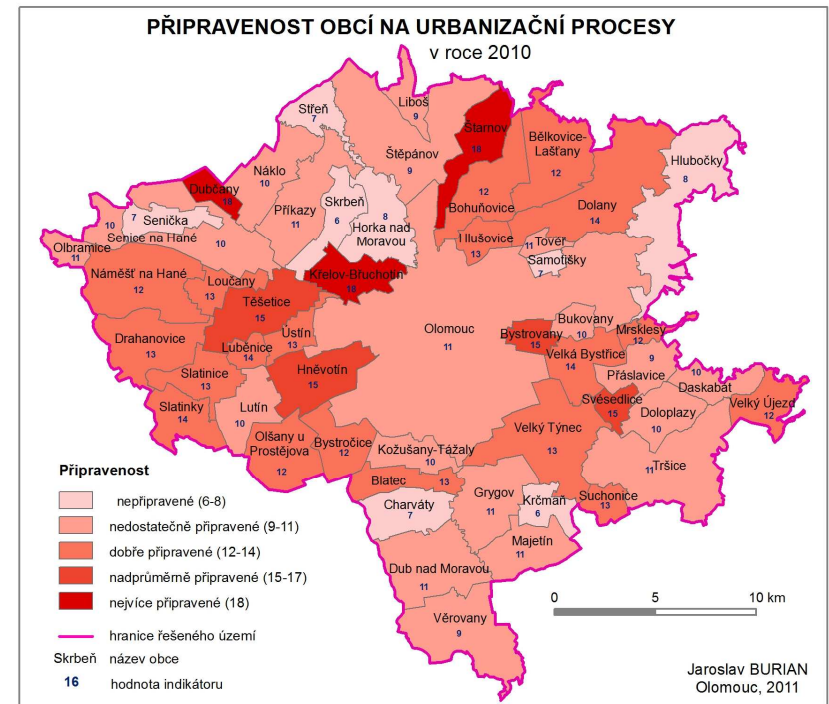 PŘIPRAVENOST OBCÍ NA URBANIZAČNÍ PROCESY
v roce 2010
Liboš
9
Střeň
7
Štarnov
18
Bělkovice-
Lašťany
12
Hlubočky
8
Štěpánov
9
Náklo
10
Dubčany
18
Skrbeň
6
8
Horka nad
Moravou
12
Bohuňovice
Dolany
14
Příkazy
11
7
Senička
10
Senice na Hané
10
Olbramice
11
Hlušovice
13
11
Tovéř
Samotišky
7
Náměšť na Hané
12
Loučany
13
Křelov-Břuchotín
18
Těšetice
15
Olomouc
11
Bukovany
10
Bystrovany
15
Mrsklesy
12
Ústín
13
Luběnice
14
Drahanovice
13
Velká Bystřice
14
9
Přáslavice
10
Daskabát
Slatinice
13
Hněvotín
15
Svésedlice
15
Doloplazy
10
Velký Újezd
12
Slatinky
14
Lutín
10
Velký Týnec
13
Olšany u
Prostějova
12
Bystročice
12
Kožušany-Tážaly
10
Tršice
11
Blatec
13
Grygov
11
Krčmaň
6
Suchonice
13
Charváty
7
Majetín
11
Dub nad Moravou
11
Věrovany
9
Připravenost
nepřipravené (6-8)
nedostatečně připravené (9-11)
dobře připravené (12-14)
nadprůměrně připravené (15-17)
nejvíce připravené (18)
hranice řešeného území
Skrbeň název obce
16 hodnota indikátoru
0 5 10 km
Jaroslav BURIAN
Olomouc, 2011